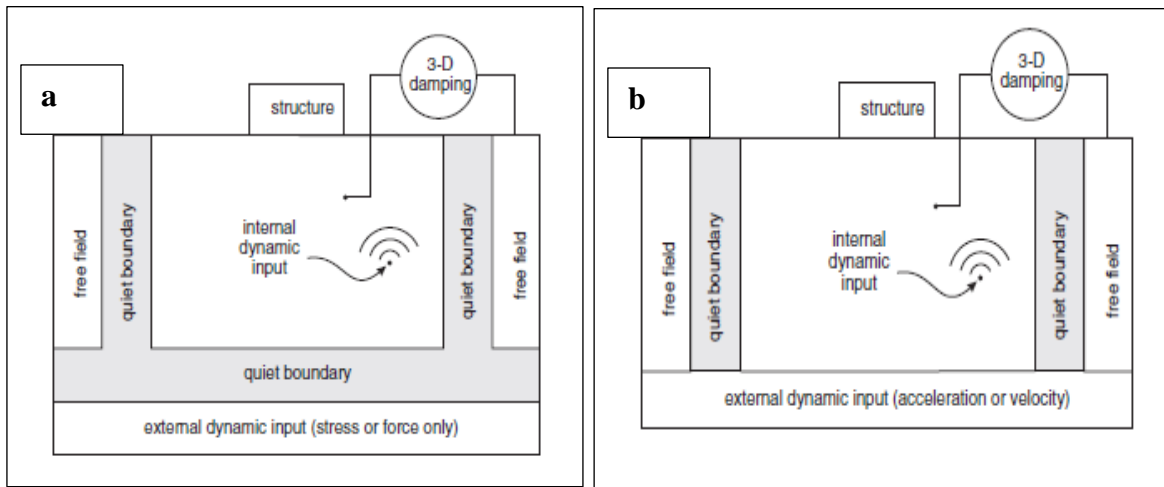 a
3-D
damping
structure
free field
quiet boundary
internal
dynamic
input
quiet boundary
free field
quiet boundary
external dynamic input (stress or force only)
b
3-D
damping
structure
free field
quiet boundary
internal
dynamic
input
quiet boundary
free field
external dynamic input (acceleration or velocity)